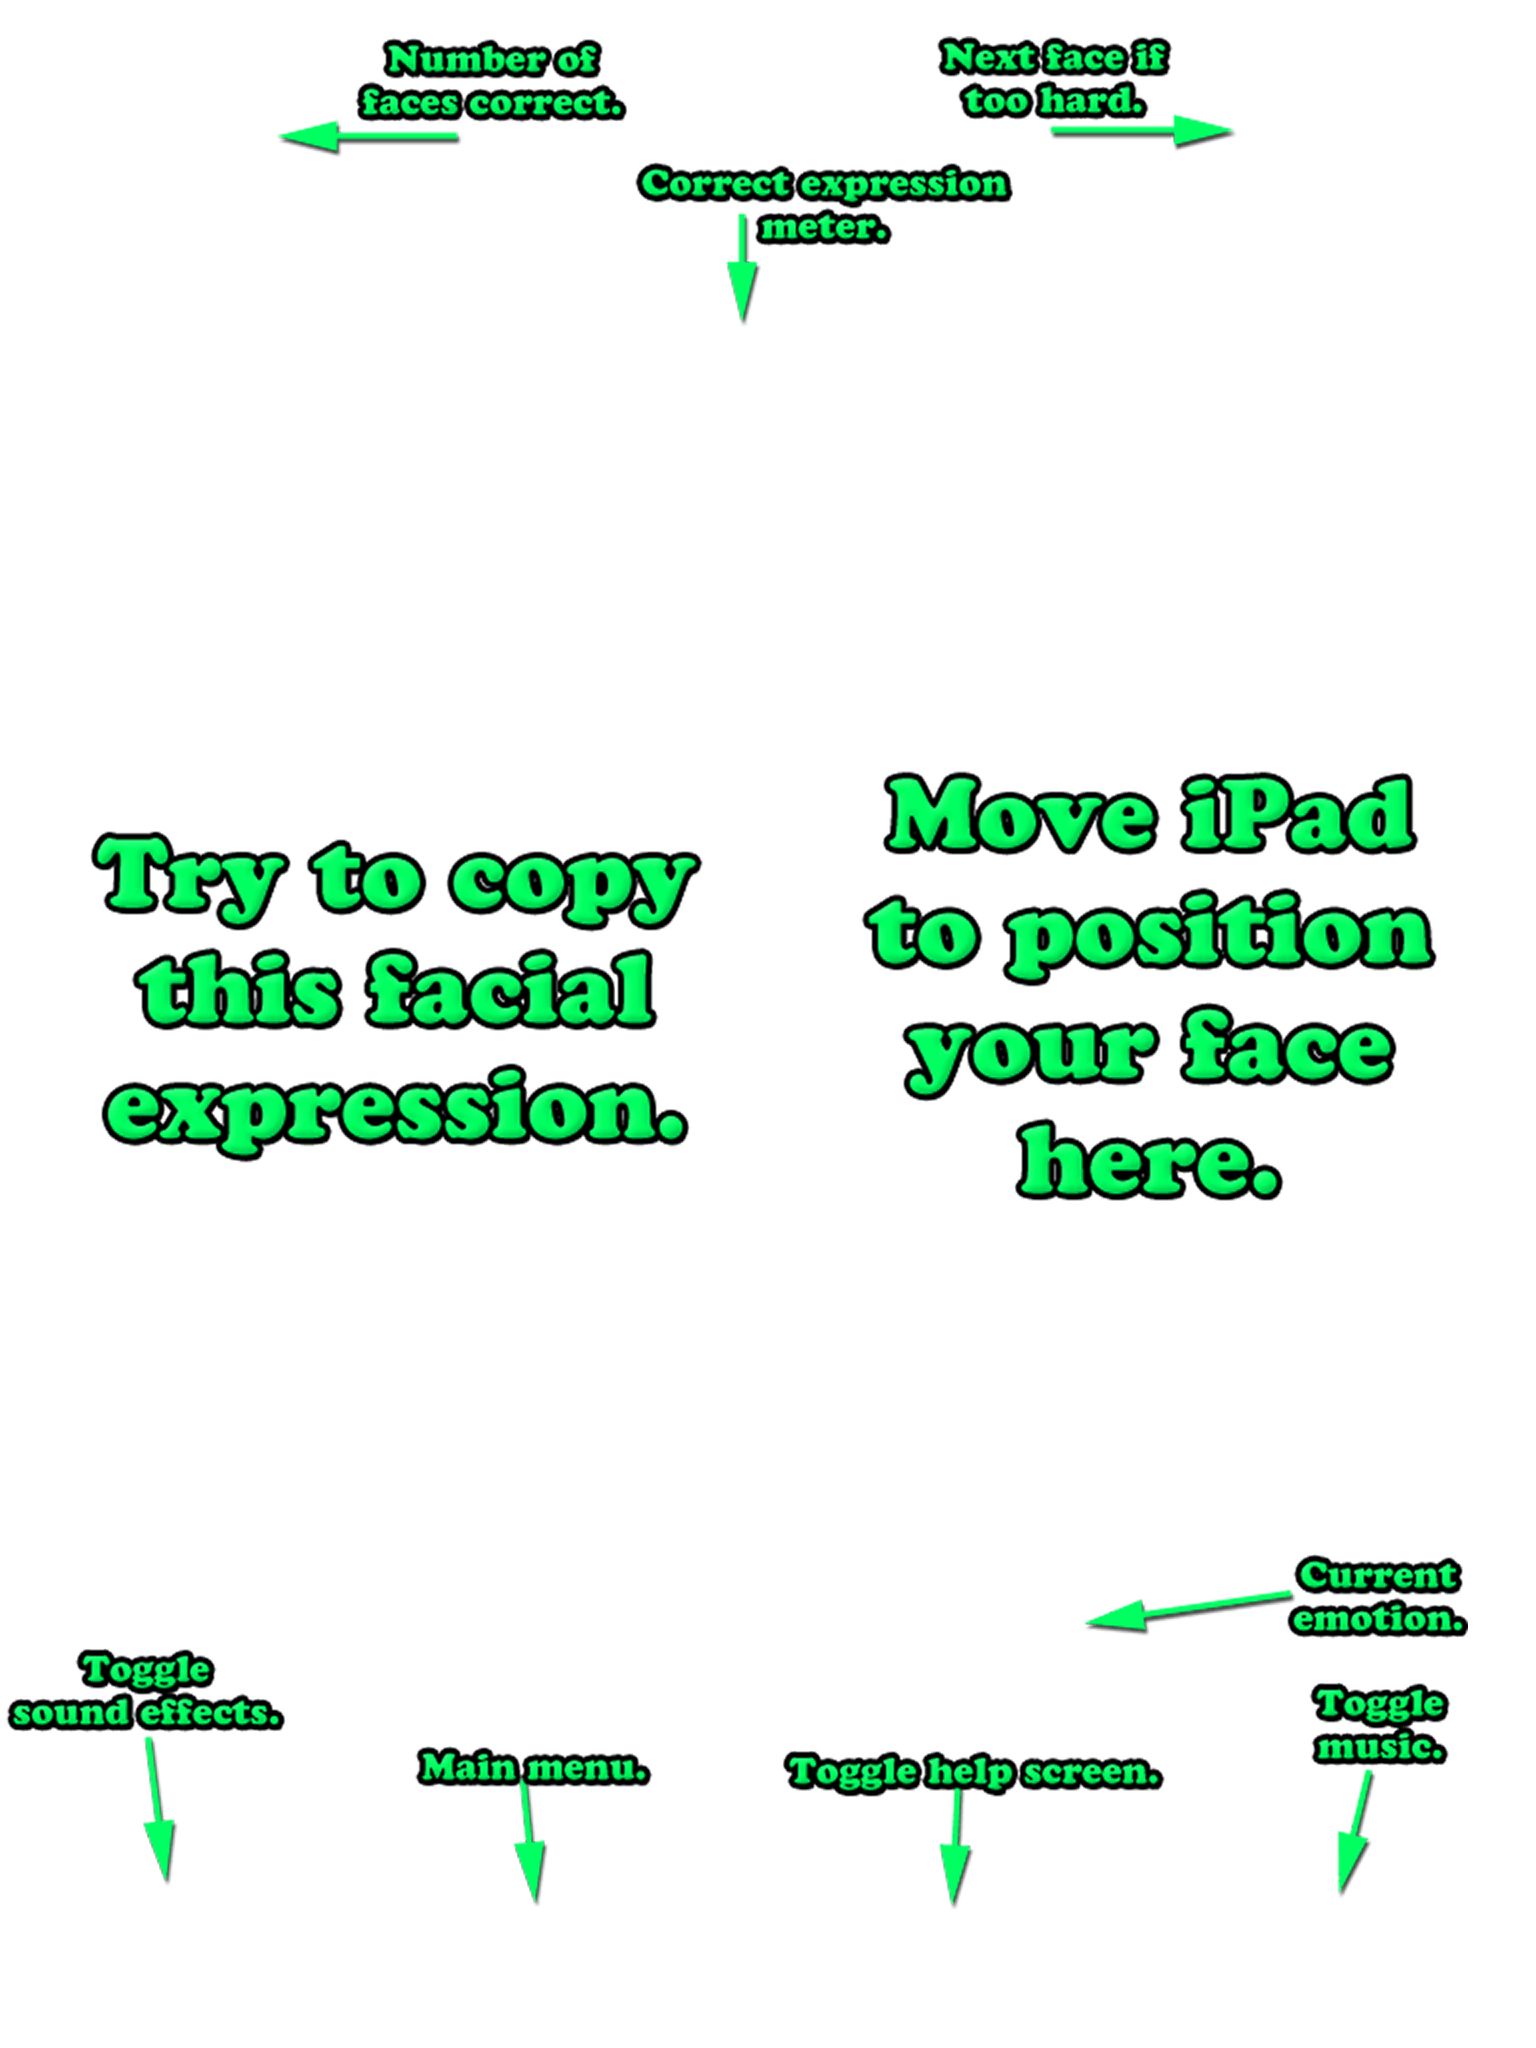 Number of
faces correct.
Next face if
too hard.
Correct expression
meter.
Try to copy
this facial
expression.
Move iPad
to position
your face
here.
Current
emotion.
Toggle
sound effects.
Toggle
music.
Main menu.
Toggle help screen.